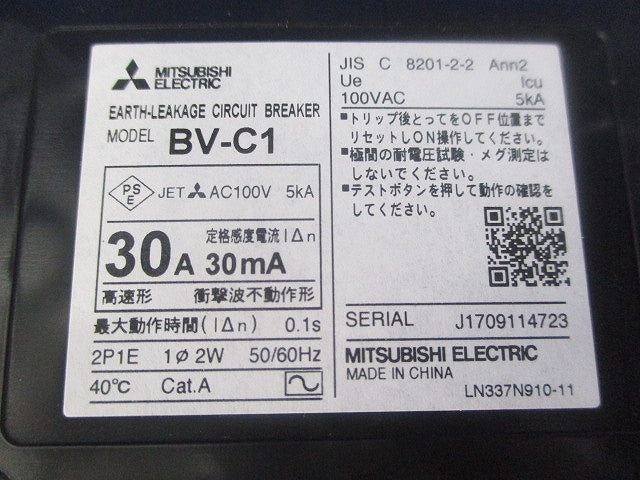 MITSUBISHI
ELECTRIC
EARTH-LEAKAGE CIRCUIT BREAKER
MODEL BV-C1
PS
E
JET AC100V 5kA
30A
定格感度電流IΔn
30mA
高速形 衝撃波不動作形
最大動作時間(IΔn) 0.1s
2P1E 1ø2W 50/60Hz
40℃ Cat.A
JIS C 8201-2-2 Ann2
Ue Icu
100VAC 5kA
■トリップ後とってをOFF位置まで
リセットしON操作してください。
■極間の耐電圧試験・メグ測定は
しないでください。
■テストボタンを押して動作の確認を
してください。
SERIAL J1709114723
MITSUBISHI ELECTRIC
MADE IN CHINA
LN337N910-11